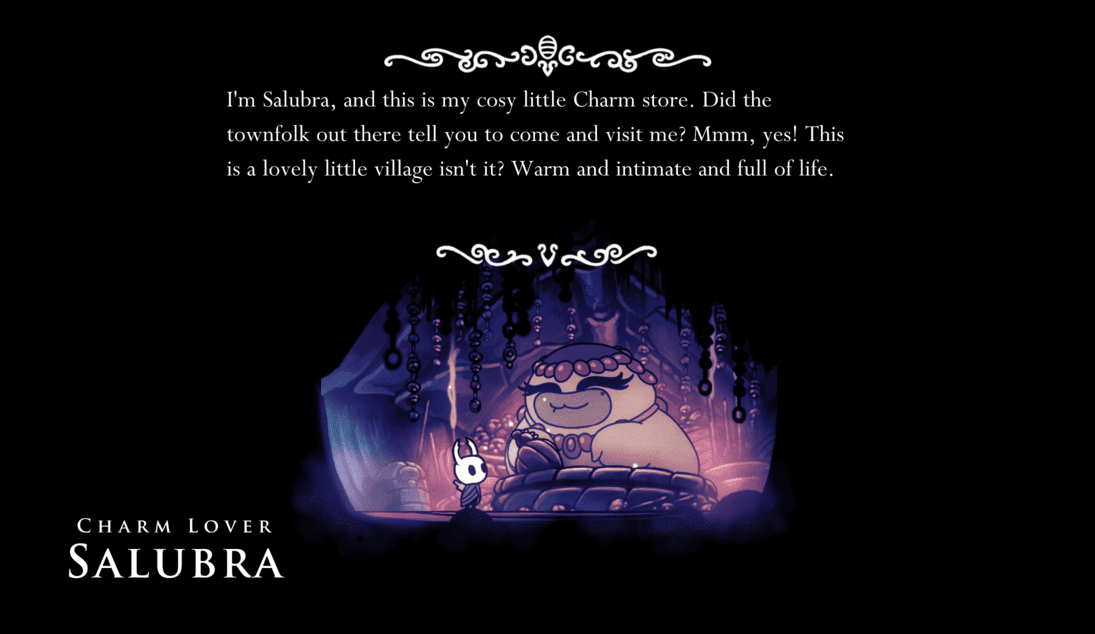 I'm Salubra, and this is my cosy little Charm store. Did the
townfolk out there tell you to come and visit me? Mmm, yes! This
is a lovely little village isn't it? Warm and intimate and full of life.
Charm Lover
Salubra